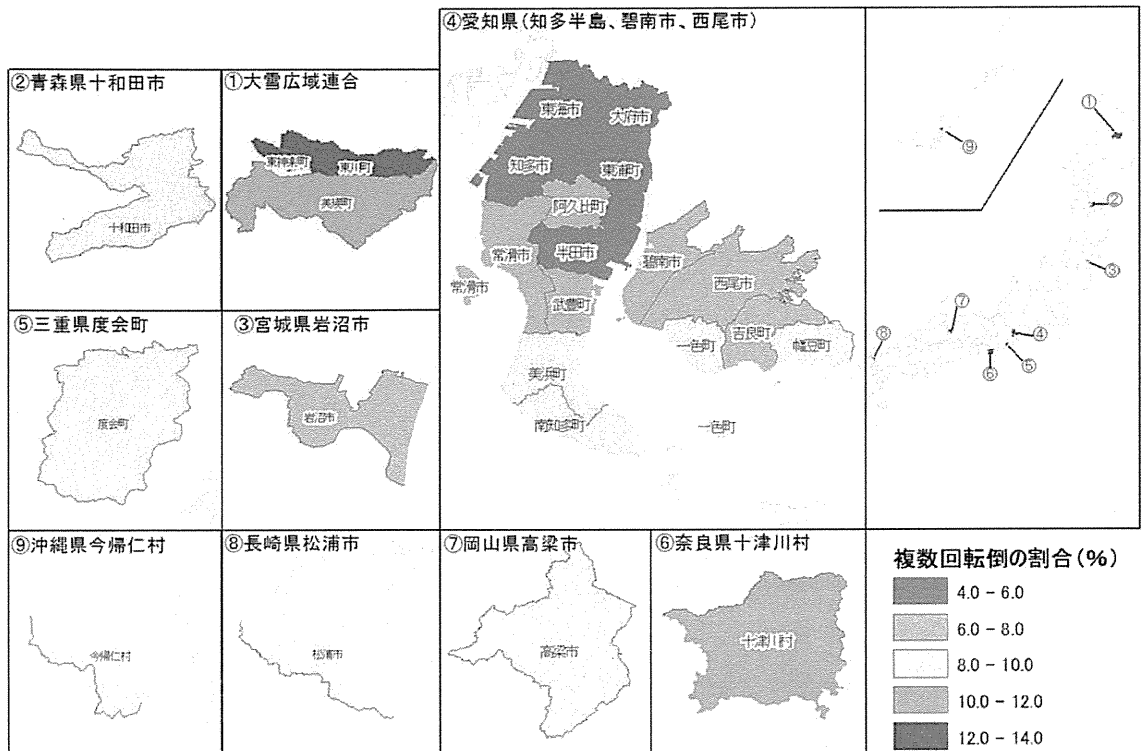 ④愛知県(知多半島、碧南市、西尾市)
②青森県十和田市
①大雪広域連合
東海市
大府市
知多市
東浦町
阿久比町
半田市
常滑市
碧南市
西尾市
常滑市
武豊町
吉良町
一色町
幡豆町
美浜町
南知多町
一色町
十和田市
東神楽町
東川町
美瑛町
①
⑨
②
③
⑦
⑧
④
⑥
⑤
⑤三重県度会町
③宮城県岩沼市
度会町
岩沼市
⑨沖縄県今帰仁村
⑧長崎県松浦市
⑦岡山県高梁市
⑥奈良県十津川村
今帰仁村
松浦市
高梁市
十津川村
複数回転倒の割合(%)
4.0 - 6.0
6.0 - 8.0
8.0 - 10.0
10.0 - 12.0
12.0 - 14.0